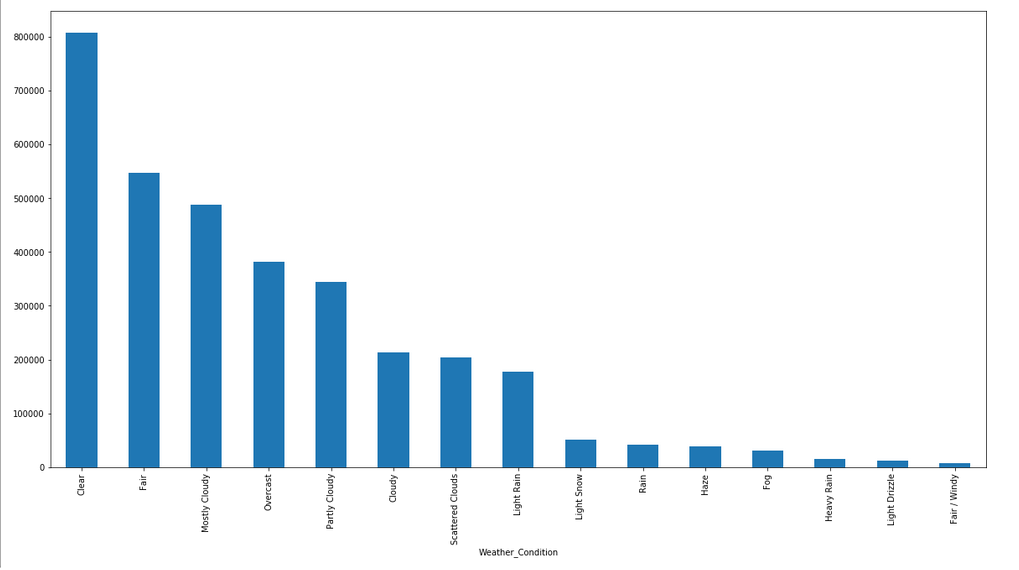 800000
700000
600000
500000
400000
300000
200000
100000
0
Clear
Fair
Mostly Cloudy
Overcast
Partly Cloudy
Cloudy
Scattered Clouds
Light Rain
Light Snow
Rain
Haze
Fog
Heavy Rain
Light Drizzle
Fair / Windy
Weather_Condition